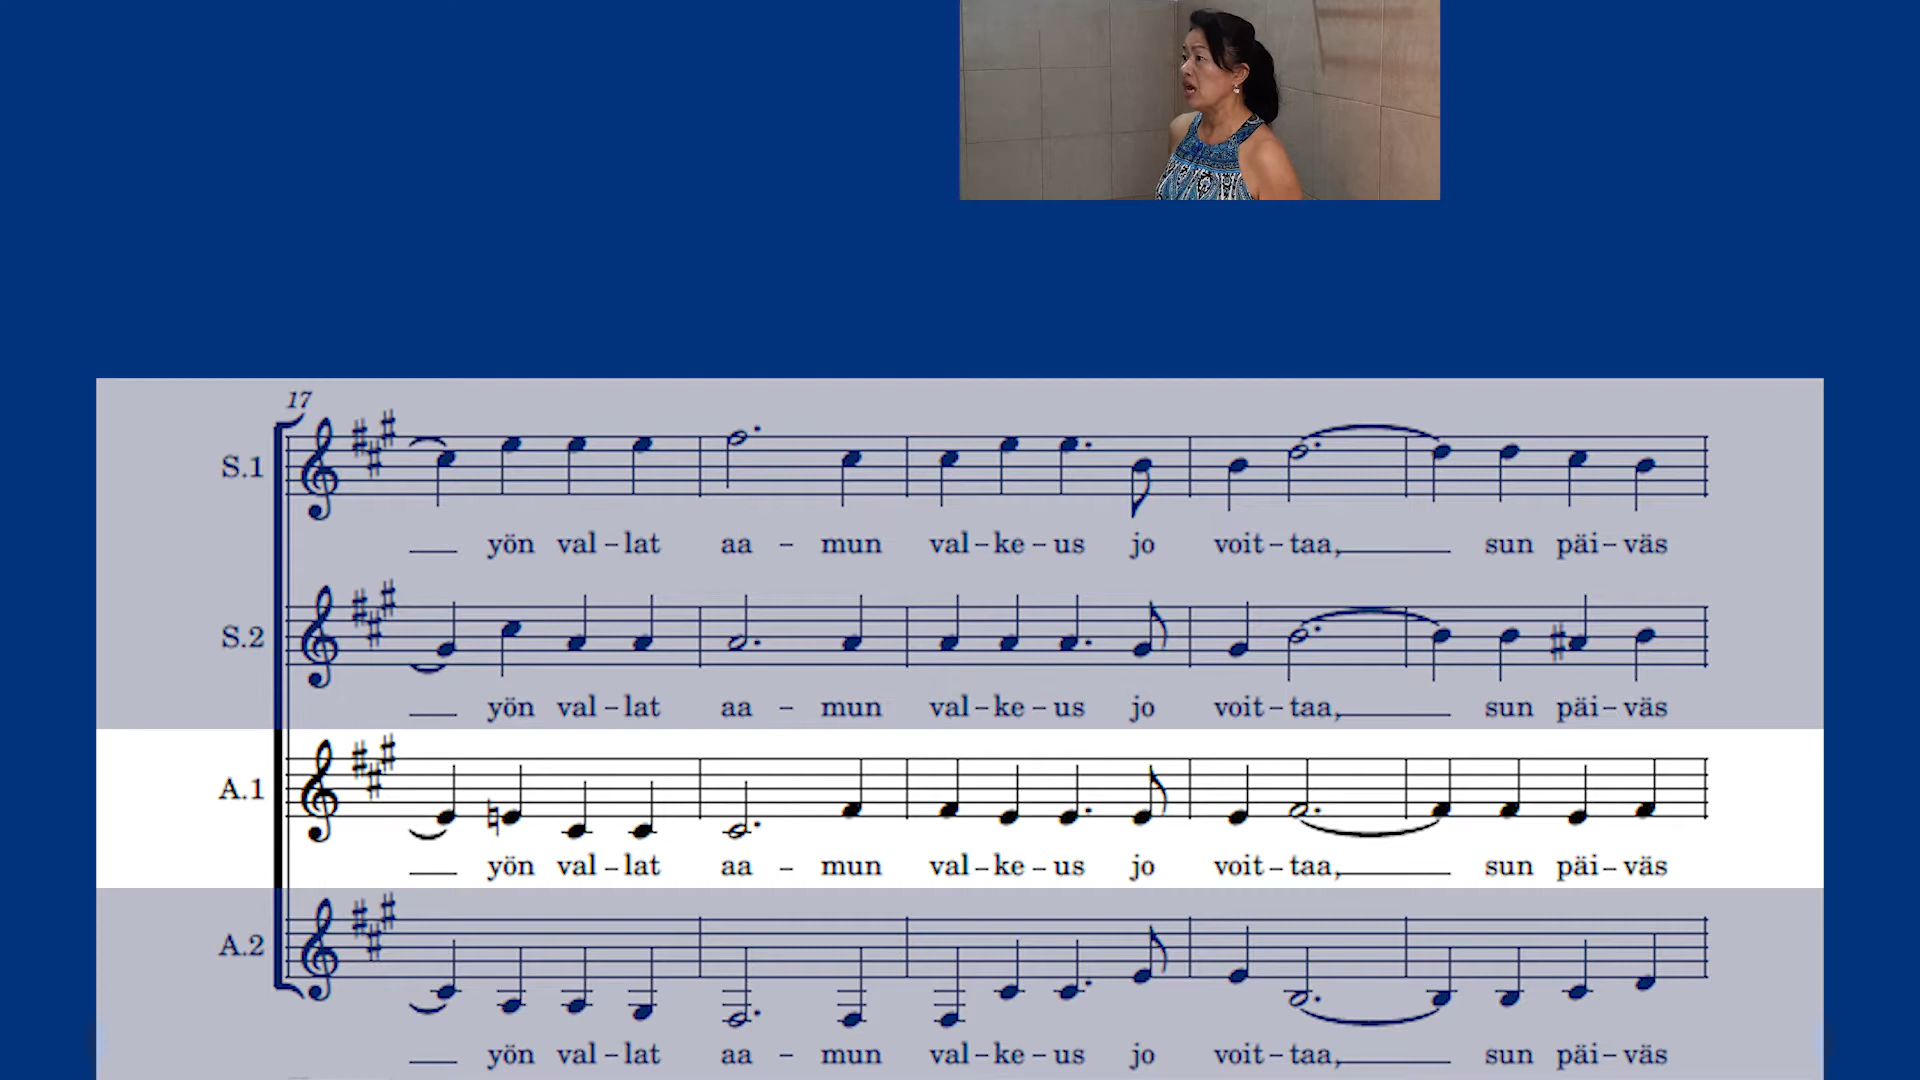 17
S.1
yön val – lat aa – mun val – ke – us jo voit – taa, sun päi – väs
S.2
yön val – lat aa – mun val – ke – us jo voit – taa, sun päi – väs
A.1
yön val – lat aa – mun val – ke – us jo voit – taa, sun päi – väs
A.2
yön val – lat aa – mun val – ke – us jo voit – taa, sun päi – väs